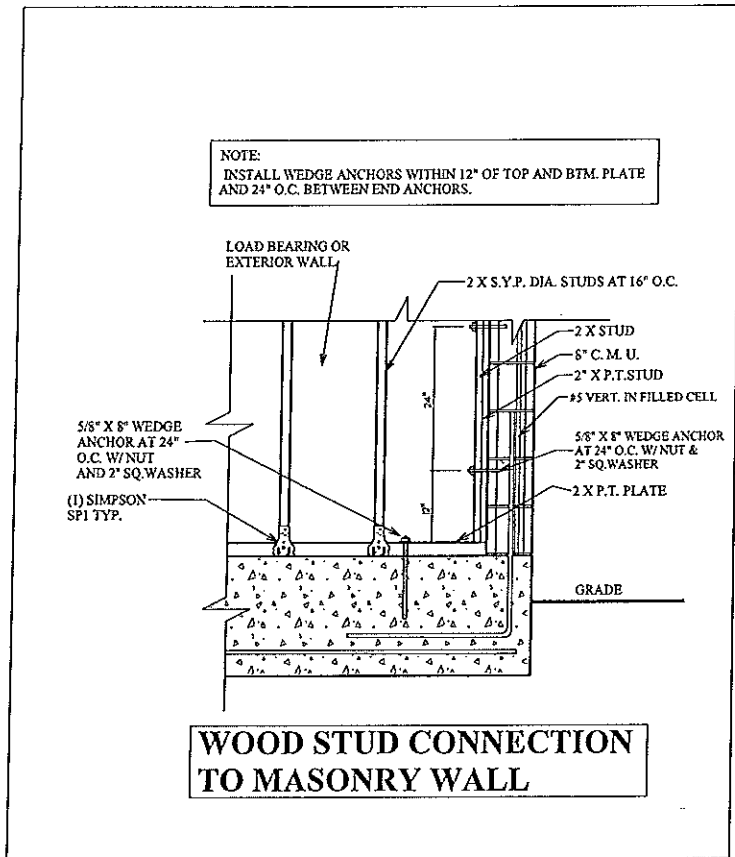 NOTE:
INSTALL WEDGE ANCHORS WITHIN 12" OF TOP AND BTM. PLATE
AND 24" O.C. BETWEEN END ANCHORS.
LOAD BEARING OR
EXTERIOR WALL
2 X S.Y.P. DIA. STUDS AT 16" O.C.
2 X STUD
8" C. M. U.
2" X P.T.STUD
#5 VERT. IN FILLED CELL
24"
5/8" X 8" WEDGE
ANCHOR AT 24"
O.C. W/ NUT
AND 2" SQ.WASHER
5/8" X 8" WEDGE ANCHOR
AT 24" O.C. W/ NUT &
2" SQ.WASHER
(1) SIMPSON
SP1 TYP.
12"
2 X P.T. PLATE
GRADE
WOOD STUD CONNECTION
TO MASONRY WALL